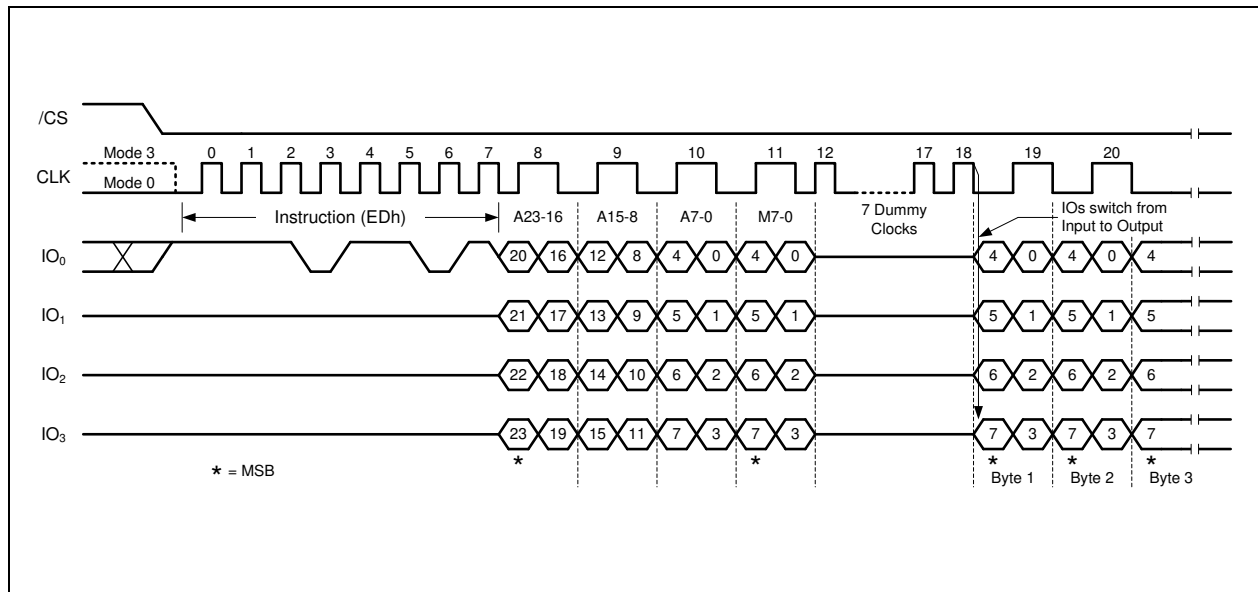 /CS
Mode 3 0 1 2 3 4 5 6 7 8 9 10 11 12 17 18 19 20
CLK
Mode 0
Instruction (EDh) A23-16 A15-8 A7-0 M7-0 7 Dummy Clocks IOs switch from
Input to Output
IO₀ 20 16 12 8 4 0 4 0 4 0 4 0 4
IO₁ 21 17 13 9 5 1 5 1 5 1 5 1 5
IO₂ 22 18 14 10 6 2 6 2 6 2 6 2 6
IO₃ 23 19 15 11 7 3 7 3 7 3 7 3 7
* * * * *
* = MSB
Byte 1 Byte 2 Byte 3